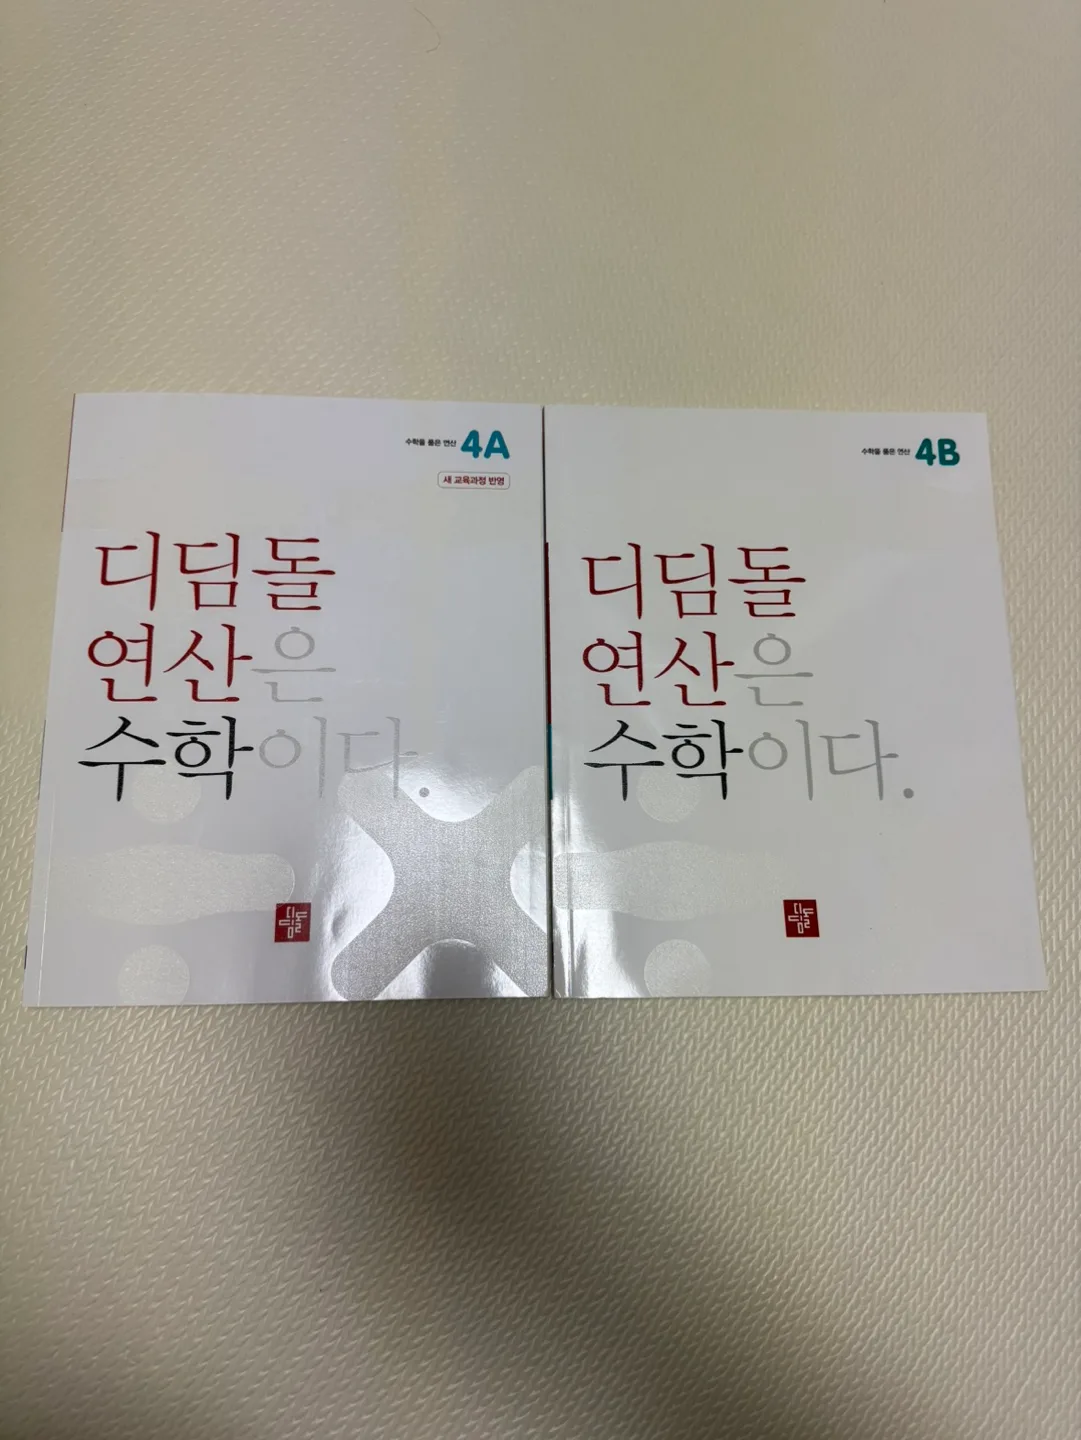 수학을 품은 연산 4A
새 교육과정 반영
디딤돌
연산은
수학이다.
디딤돌
수학을 품은 연산 4B
디딤돌
연산은
수학이다.
디딤돌